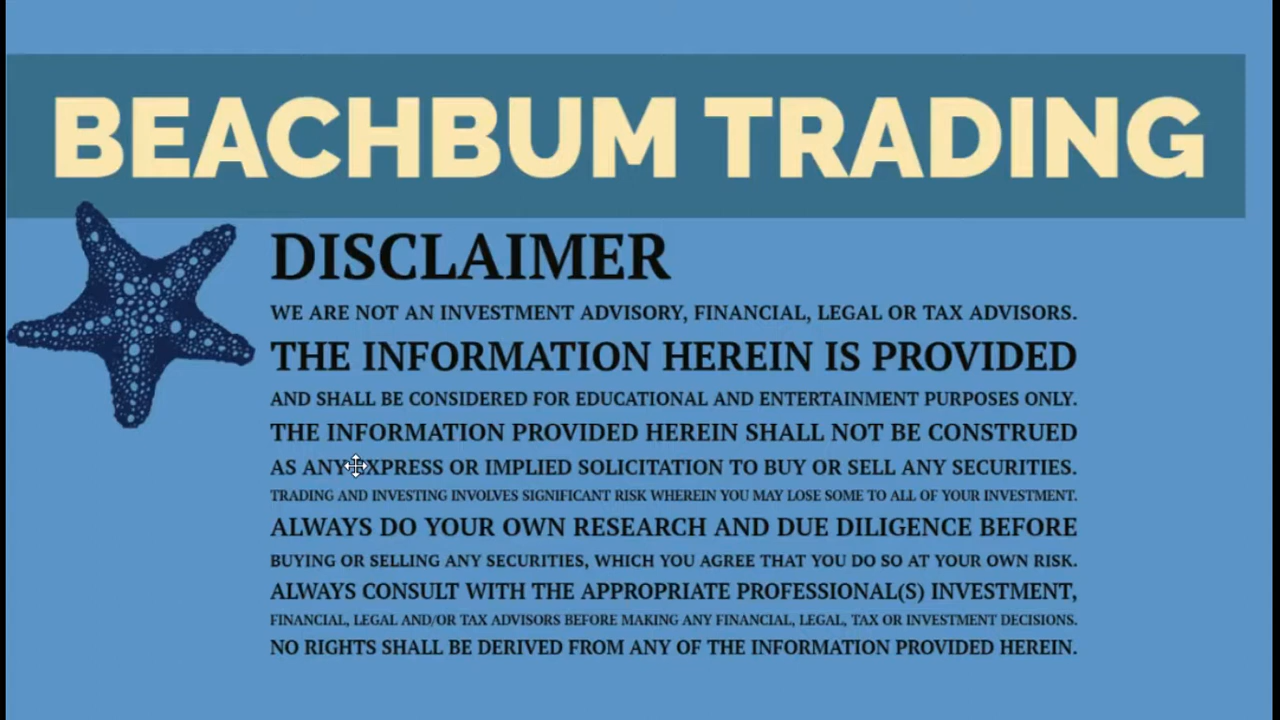 BEACHBUM TRADING
DISCLAIMER
WE ARE NOT AN INVESTMENT ADVISORY, FINANCIAL, LEGAL OR TAX ADVISORS.
THE INFORMATION HEREIN IS PROVIDED
AND SHALL BE CONSIDERED FOR EDUCATIONAL AND ENTERTAINMENT PURPOSES ONLY.
THE INFORMATION PROVIDED HEREIN SHALL NOT BE CONSTRUED
AS ANY EXPRESS OR IMPLIED SOLICITATION TO BUY OR SELL ANY SECURITIES.
TRADING AND INVESTING INVOLVES SIGNIFICANT RISK WHEREIN YOU MAY LOSE SOME TO ALL OF YOUR INVESTMENT.
ALWAYS DO YOUR OWN RESEARCH AND DUE DILIGENCE BEFORE
BUYING OR SELLING ANY SECURITIES, WHICH YOU AGREE THAT YOU DO SO AT YOUR OWN RISK.
ALWAYS CONSULT WITH THE APPROPRIATE PROFESSIONAL(S) INVESTMENT,
FINANCIAL, LEGAL AND/OR TAX ADVISORS BEFORE MAKING ANY FINANCIAL, LEGAL, TAX OR INVESTMENT DECISIONS.
NO RIGHTS SHALL BE DERIVED FROM ANY OF THE INFORMATION PROVIDED HEREIN.